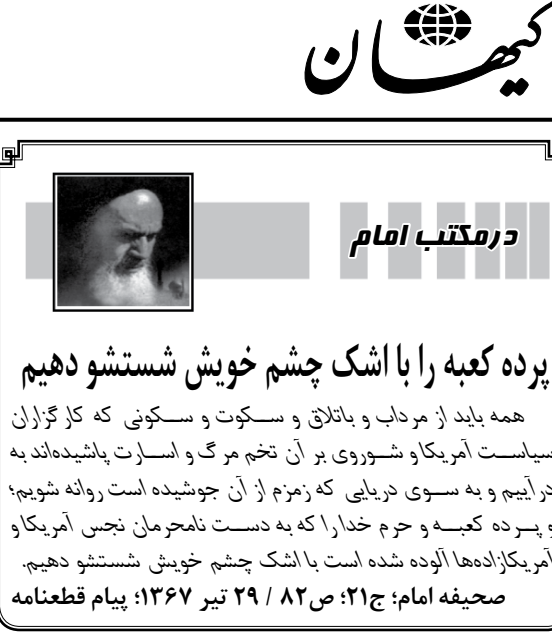 کیهان
درمکتب امام
پرده کعبه را با اشک چشم خویش شستشو دهیم
همه باید از مرداب و باتلاق و سکوت و سکونی که کارگزاران
سیاست آمریکا و شوروی بر آن تخم مرگ و اسارت پاشیده‌اند به
درآییم و به سوی دریایی که زمزم از آن جوشیده است روانه شویم؛
و پرده کعبه و حرم خدا را که به دست نامحرمان نجس آمریکا و
آمریکازاده‌ها آلوده شده است با اشک چشم خویش شستشو دهیم.
صحیفه امام؛ ج۲۱؛ ص۸۲ / ۲۹ تیر ۱۳۶۷؛ پیام قطعنامه